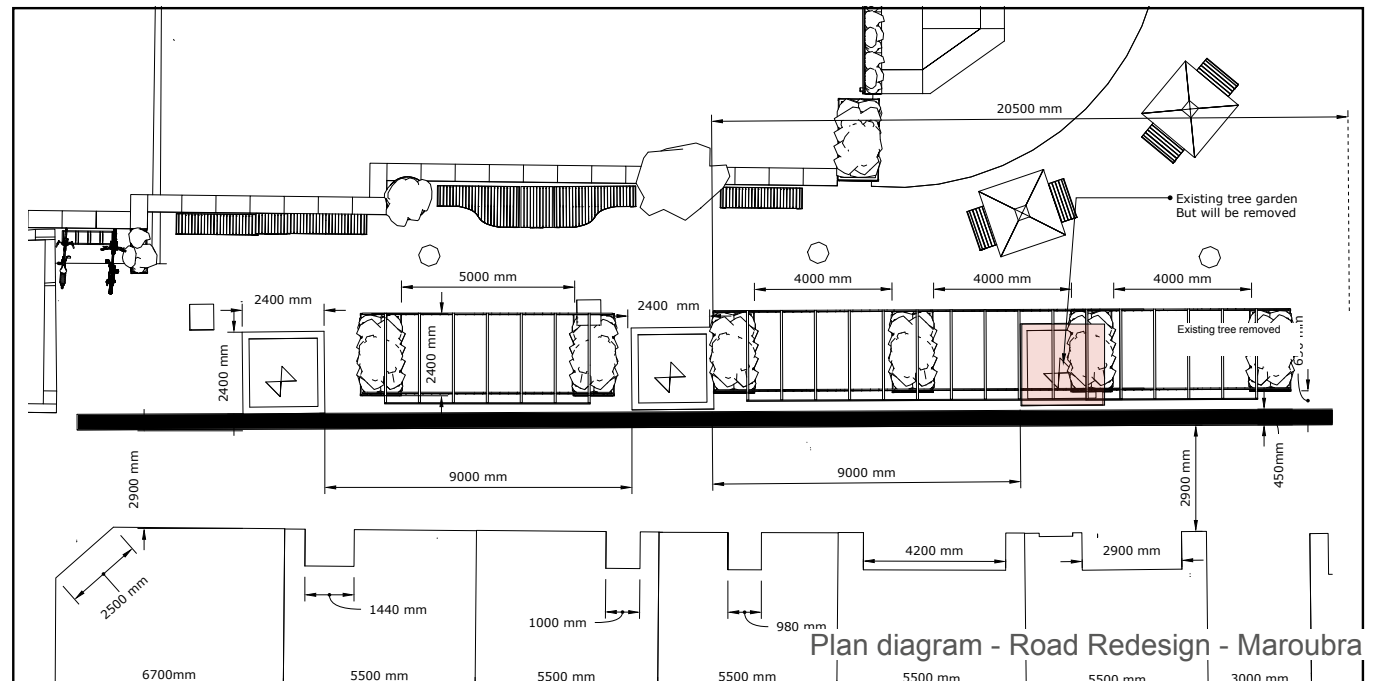 20500 mm
Existing tree garden
But will be removed
5000 mm
4000 mm
4000 mm
4000 mm
2400 mm
2400 mm
2400 mm
2400 mm
Existing tree removed
2900 mm
9000 mm
9000 mm
2900 mm
450mm
4200 mm
2900 mm
2500 mm
1440 mm
1000 mm
980 mm
Plan diagram - Road Redesign - Maroubra
6700mm
5500 mm
5500 mm
5500 mm
5500 mm
5500 mm
3000 mm